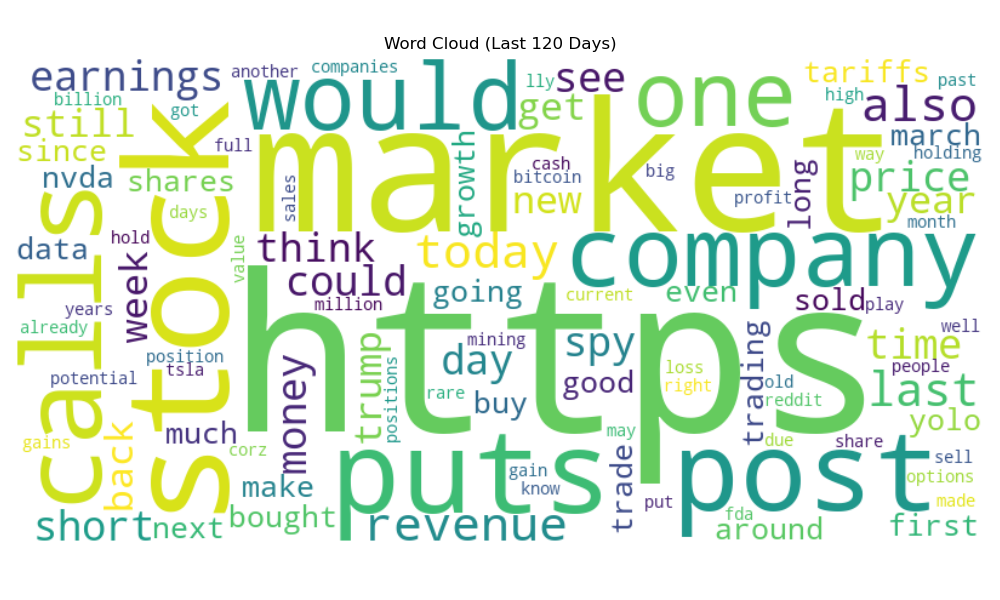 Word Cloud (Last 120 Days)
earnings
another
companies
would
lly
see
one
tariffs
past
billion
got
get
high
also
still
stock
market
march
since
full
growth
cash
way
holding
nvda
shares
sales
bitcoin
big
long
price
calls
days
new
profit
year
month
data
hold
value
think
today
company
week
could
going
current
even
sold
play
years
million
https
already
mining
spy
trading
time
well
position
tsla
trump
day
loss
people
potential
money
positions
rare
buy
good
right
old
reddit
last
gains
back
much
corz
puts
may
post
due
share
yolo
make
gain
know
trade
put
sell
options
short
next
bought
revenue
fda
around
made
first